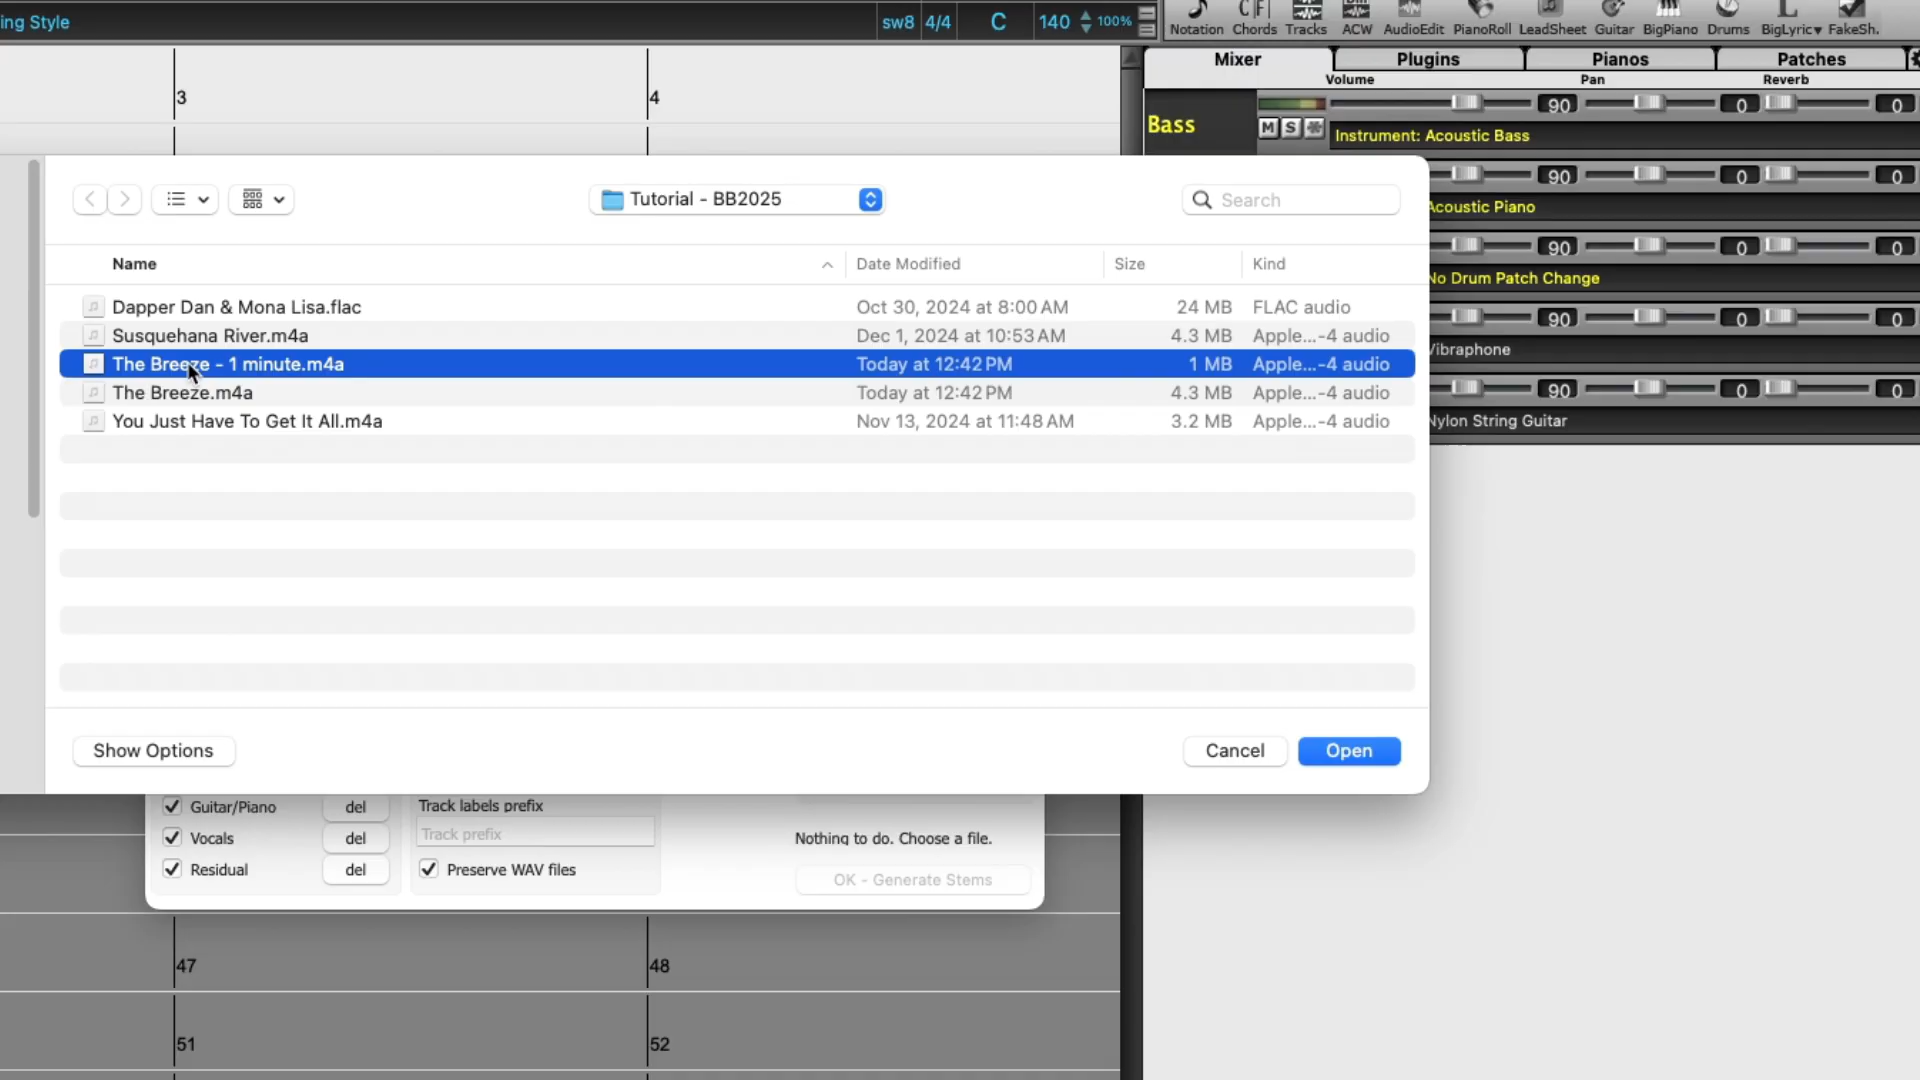 ing Style
sw8 4/4 C 140 100%
Notation Chords Tracks ACW AudioEdit PianoRoll LeadSheet Guitar BigPiano Drums BigLyric▾ FakeSh.
Mixer Plugins Pianos Patches
Volume Pan Reverb
3 4
Bass
90 0 0
M S
Instrument: Acoustic Bass
90 0 0
Acoustic Piano
90 0 0
No Drum Patch Change
90 0 0
Vibraphone
90 0 0
Nylon String Guitar
Tutorial - BB2025
Search
Name Date Modified Size Kind
Dapper Dan & Mona Lisa.flac Oct 30, 2024 at 8:00 AM 24 MB FLAC audio
Susquehana River.m4a Dec 1, 2024 at 10:53 AM 4.3 MB Apple...-4 audio
The Breeze - 1 minute.m4a Today at 12:42 PM 1 MB Apple...-4 audio
The Breeze.m4a Today at 12:42 PM 4.3 MB Apple...-4 audio
You Just Have To Get It All.m4a Nov 13, 2024 at 11:48 AM 3.2 MB Apple...-4 audio
Show Options
Cancel
Open
Guitar/Piano del
Vocals del
Residual del
Track labels prefix
Track prefix
Preserve WAV files
Nothing to do. Choose a file.
OK - Generate Stems
47 48
51 52